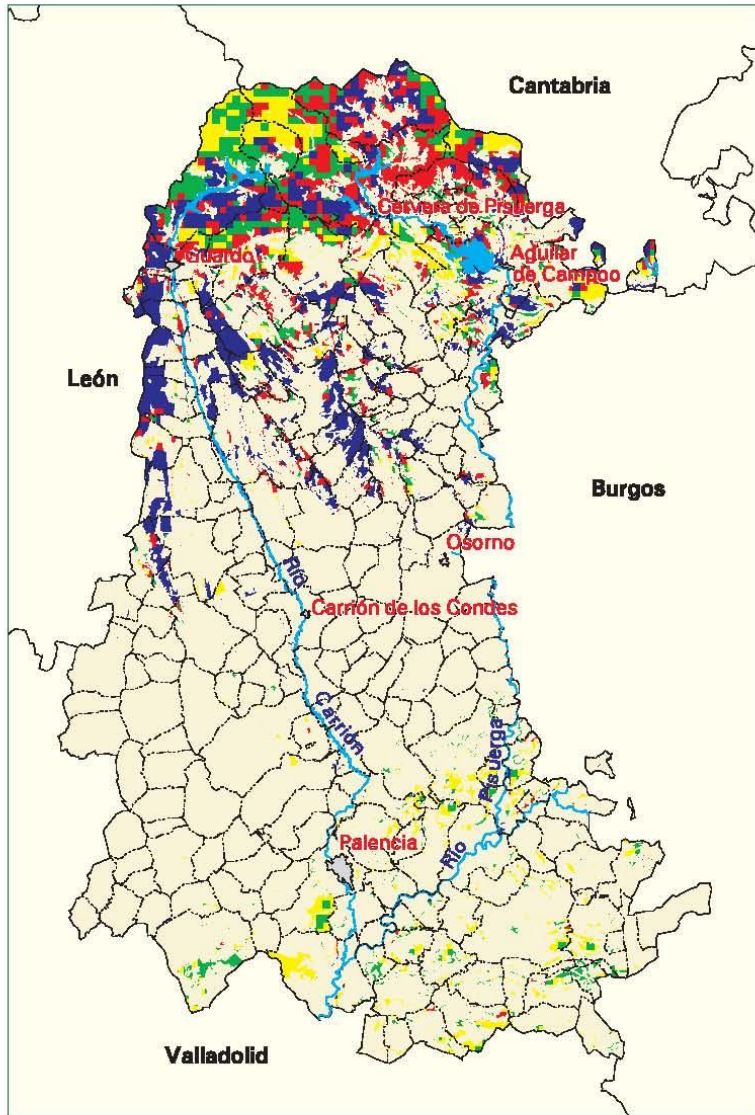 Cantabria
Cervera de Pisuerga
Guardo
Aguilar
de Campoo
León
Burgos
Osorno
Río
Carrión de los Condes
Carrión
Pisuerga
Palencia
Río
Valladolid